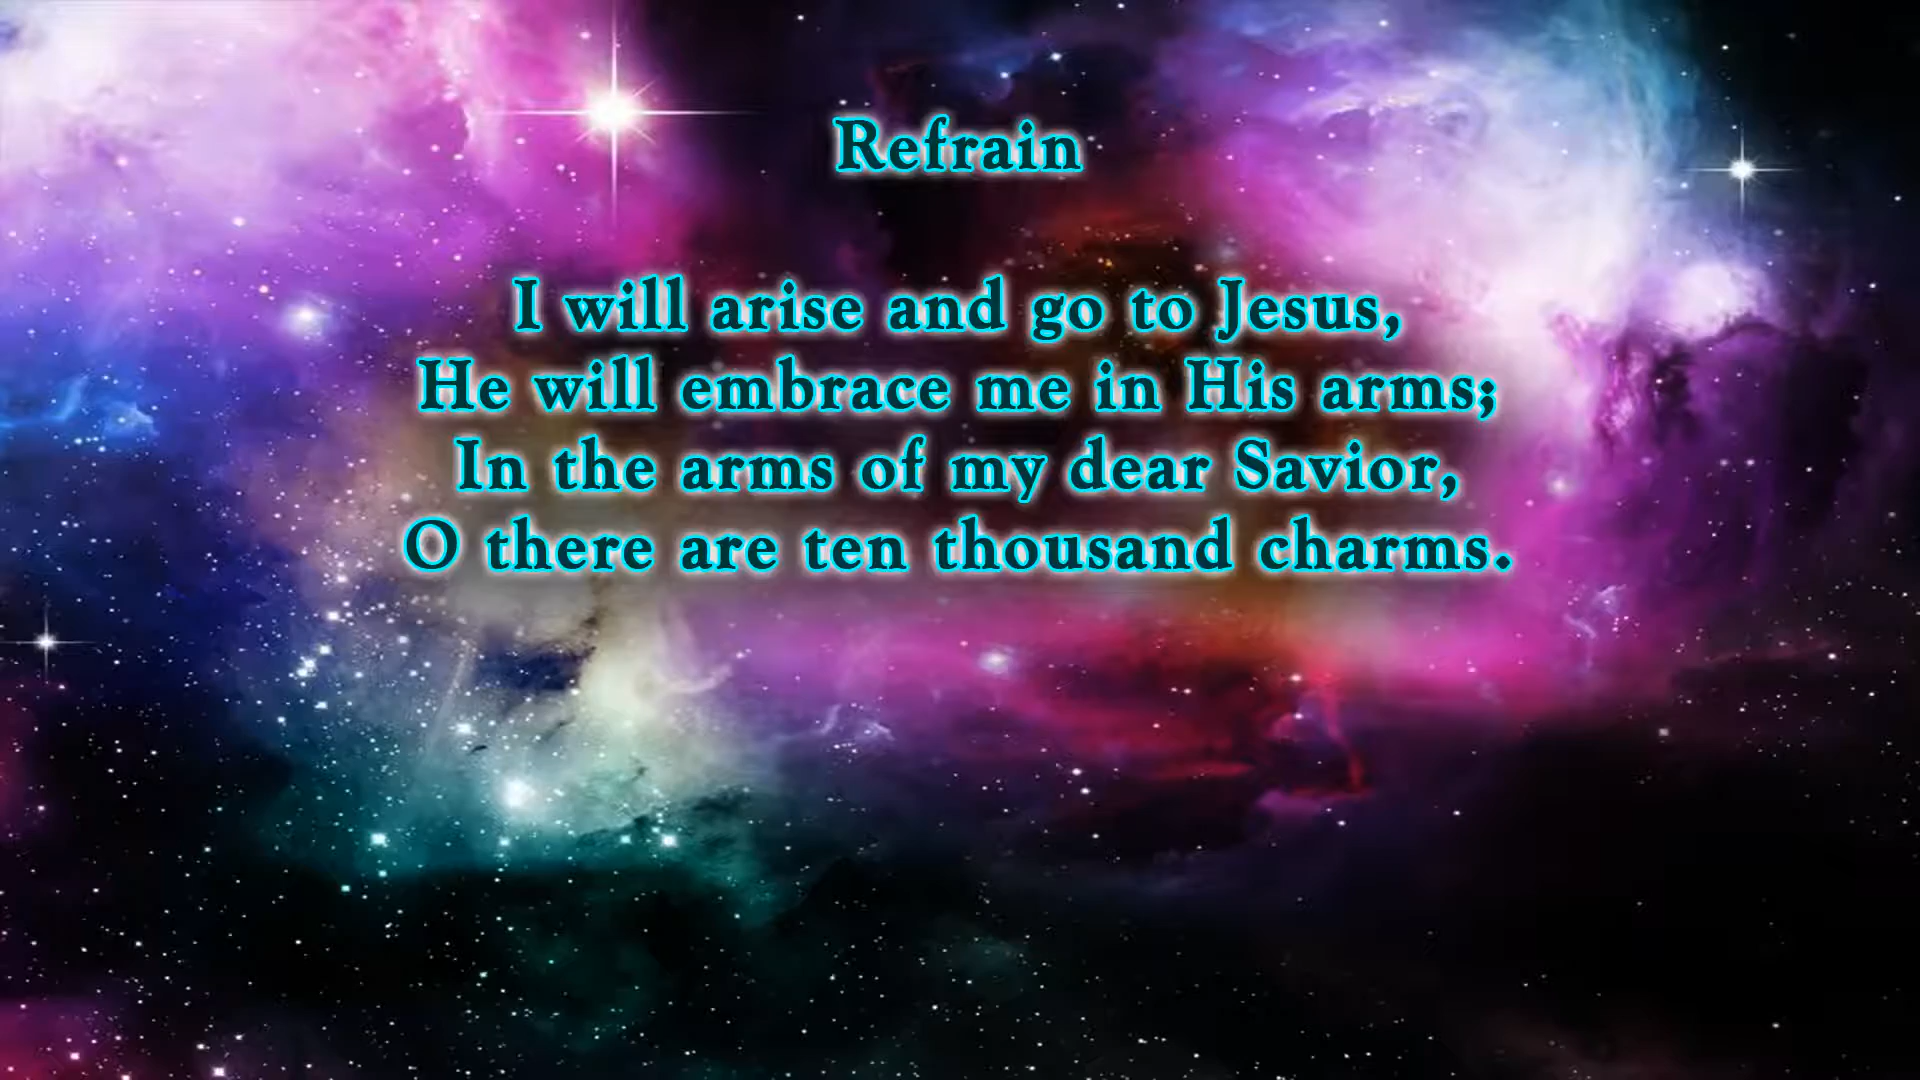 Refrain
I will arise and go to Jesus,
He will embrace me in His arms;
In the arms of my dear Savior,
O there are ten thousand charms.